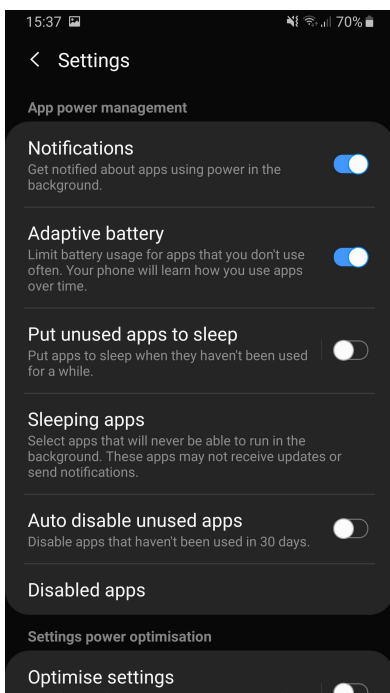 15:37 70%
Settings
App power management
Notifications
Get notified about apps using power in the
background.
Adaptive battery
Limit battery usage for apps that you don't use
often. Your phone will learn how you use apps
over time.
Put unused apps to sleep
Put apps to sleep when they haven't been used
for a while.
Sleeping apps
Select apps that will never be able to run in the
background. These apps may not receive updates or
send notifications.
Auto disable unused apps
Disable apps that haven't been used in 30 days.
Disabled apps
Settings power optimisation
Optimise settings